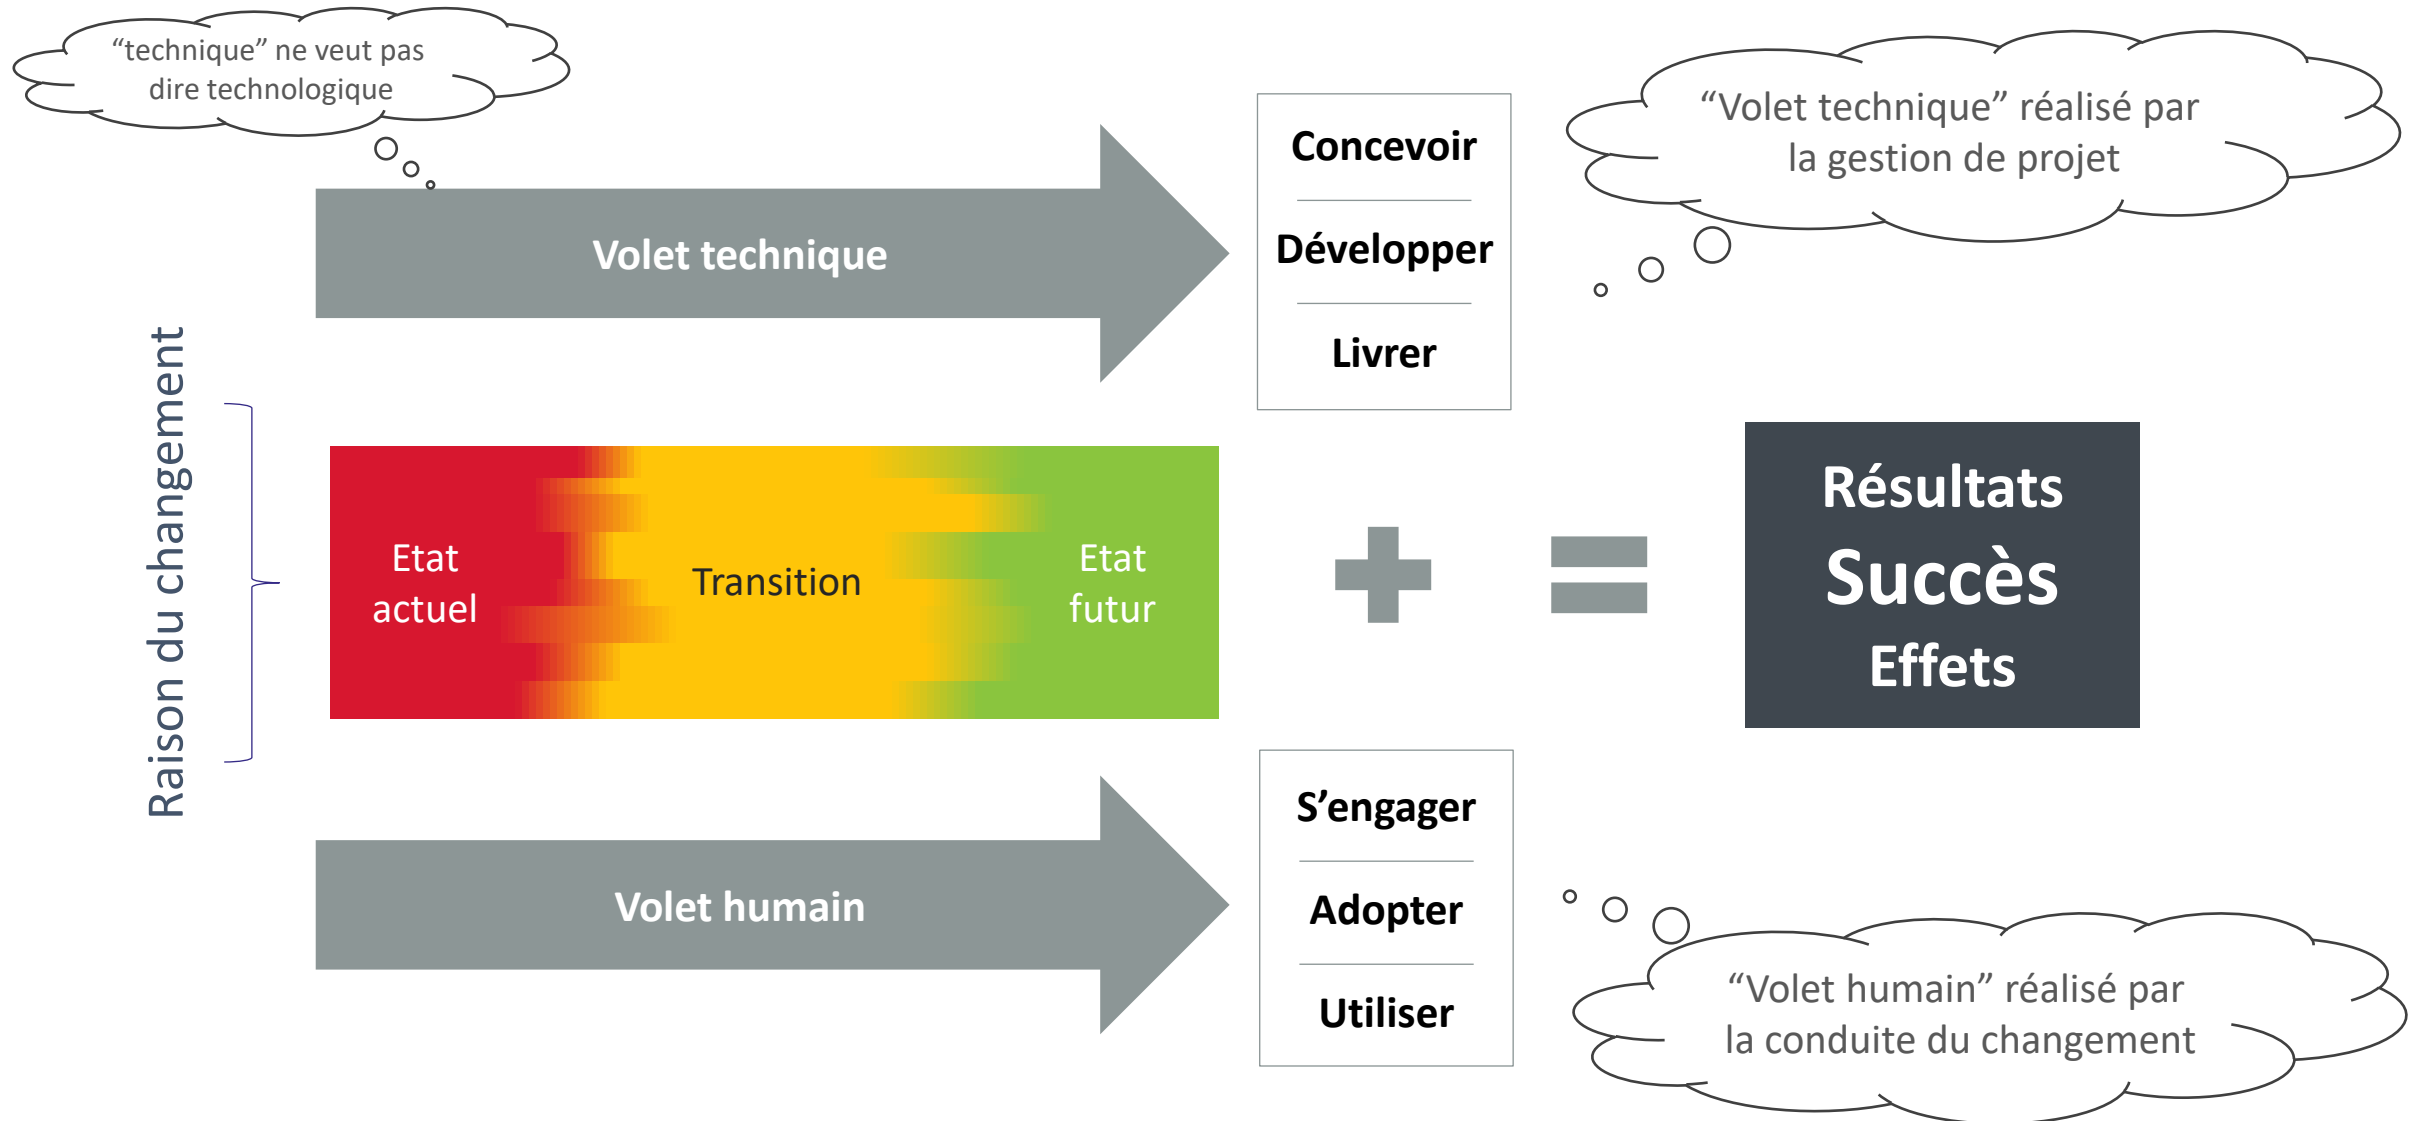 “technique” ne veut pas
dire technologique
Volet technique
Concevoir
Développer
Livrer
“Volet technique” réalisé par
la gestion de projet
Raison du changement
Etat
actuel
Transition
Etat
futur
Résultats
Succès
Effets
Volet humain
S’engager
Adopter
Utiliser
“Volet humain” réalisé par
la conduite du changement